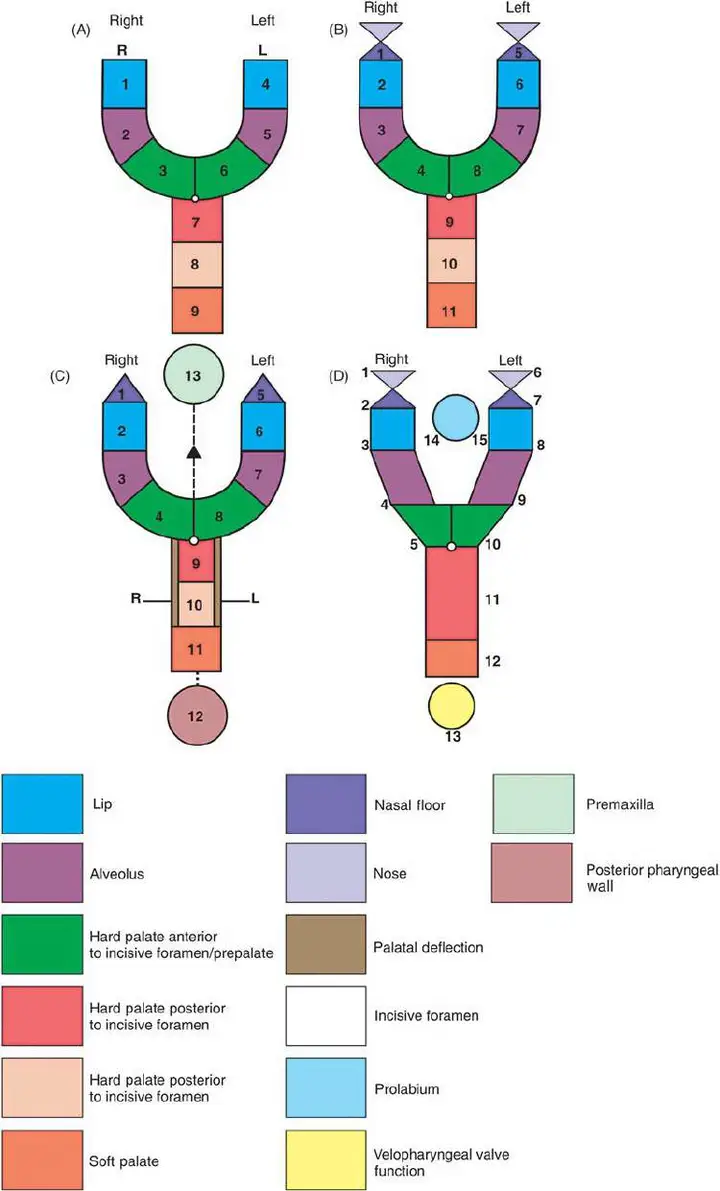 Right Left
(A)
R L
1 4
2 5
3 6
7
8
9
Right Left
(B)
1 5
2 6
3 7
4 8
9
10
11
Right Left
(C)
13
1 5
2 6
3 7
4 8
9
R 10 L
11
12
Right Left
(D)
1 6
2 7
14 15
3 8
4 9
5 10
11
12
13
Lip
Alveolus
Hard palate anterior
to incisive foramen/prepalate
Hard palate posterior
to incisive foramen
Hard palate posterior
to incisive foramen
Soft palate
Nasal floor
Nose
Palatal deflection
Incisive foramen
Prolabium
Velopharyngeal valve
function
Premaxilla
Posterior pharyngeal
wall